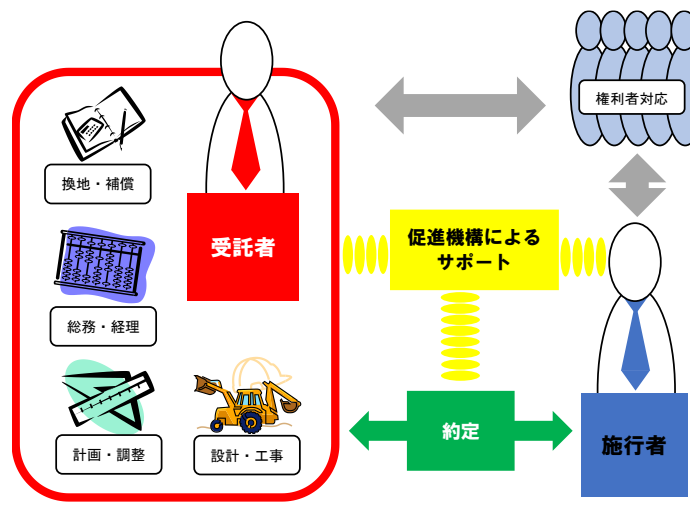 権利者対応
換地・補償
受託者
促進機構による
サポート
総務・経理
計画・調整
設計・工事
約定
施行者